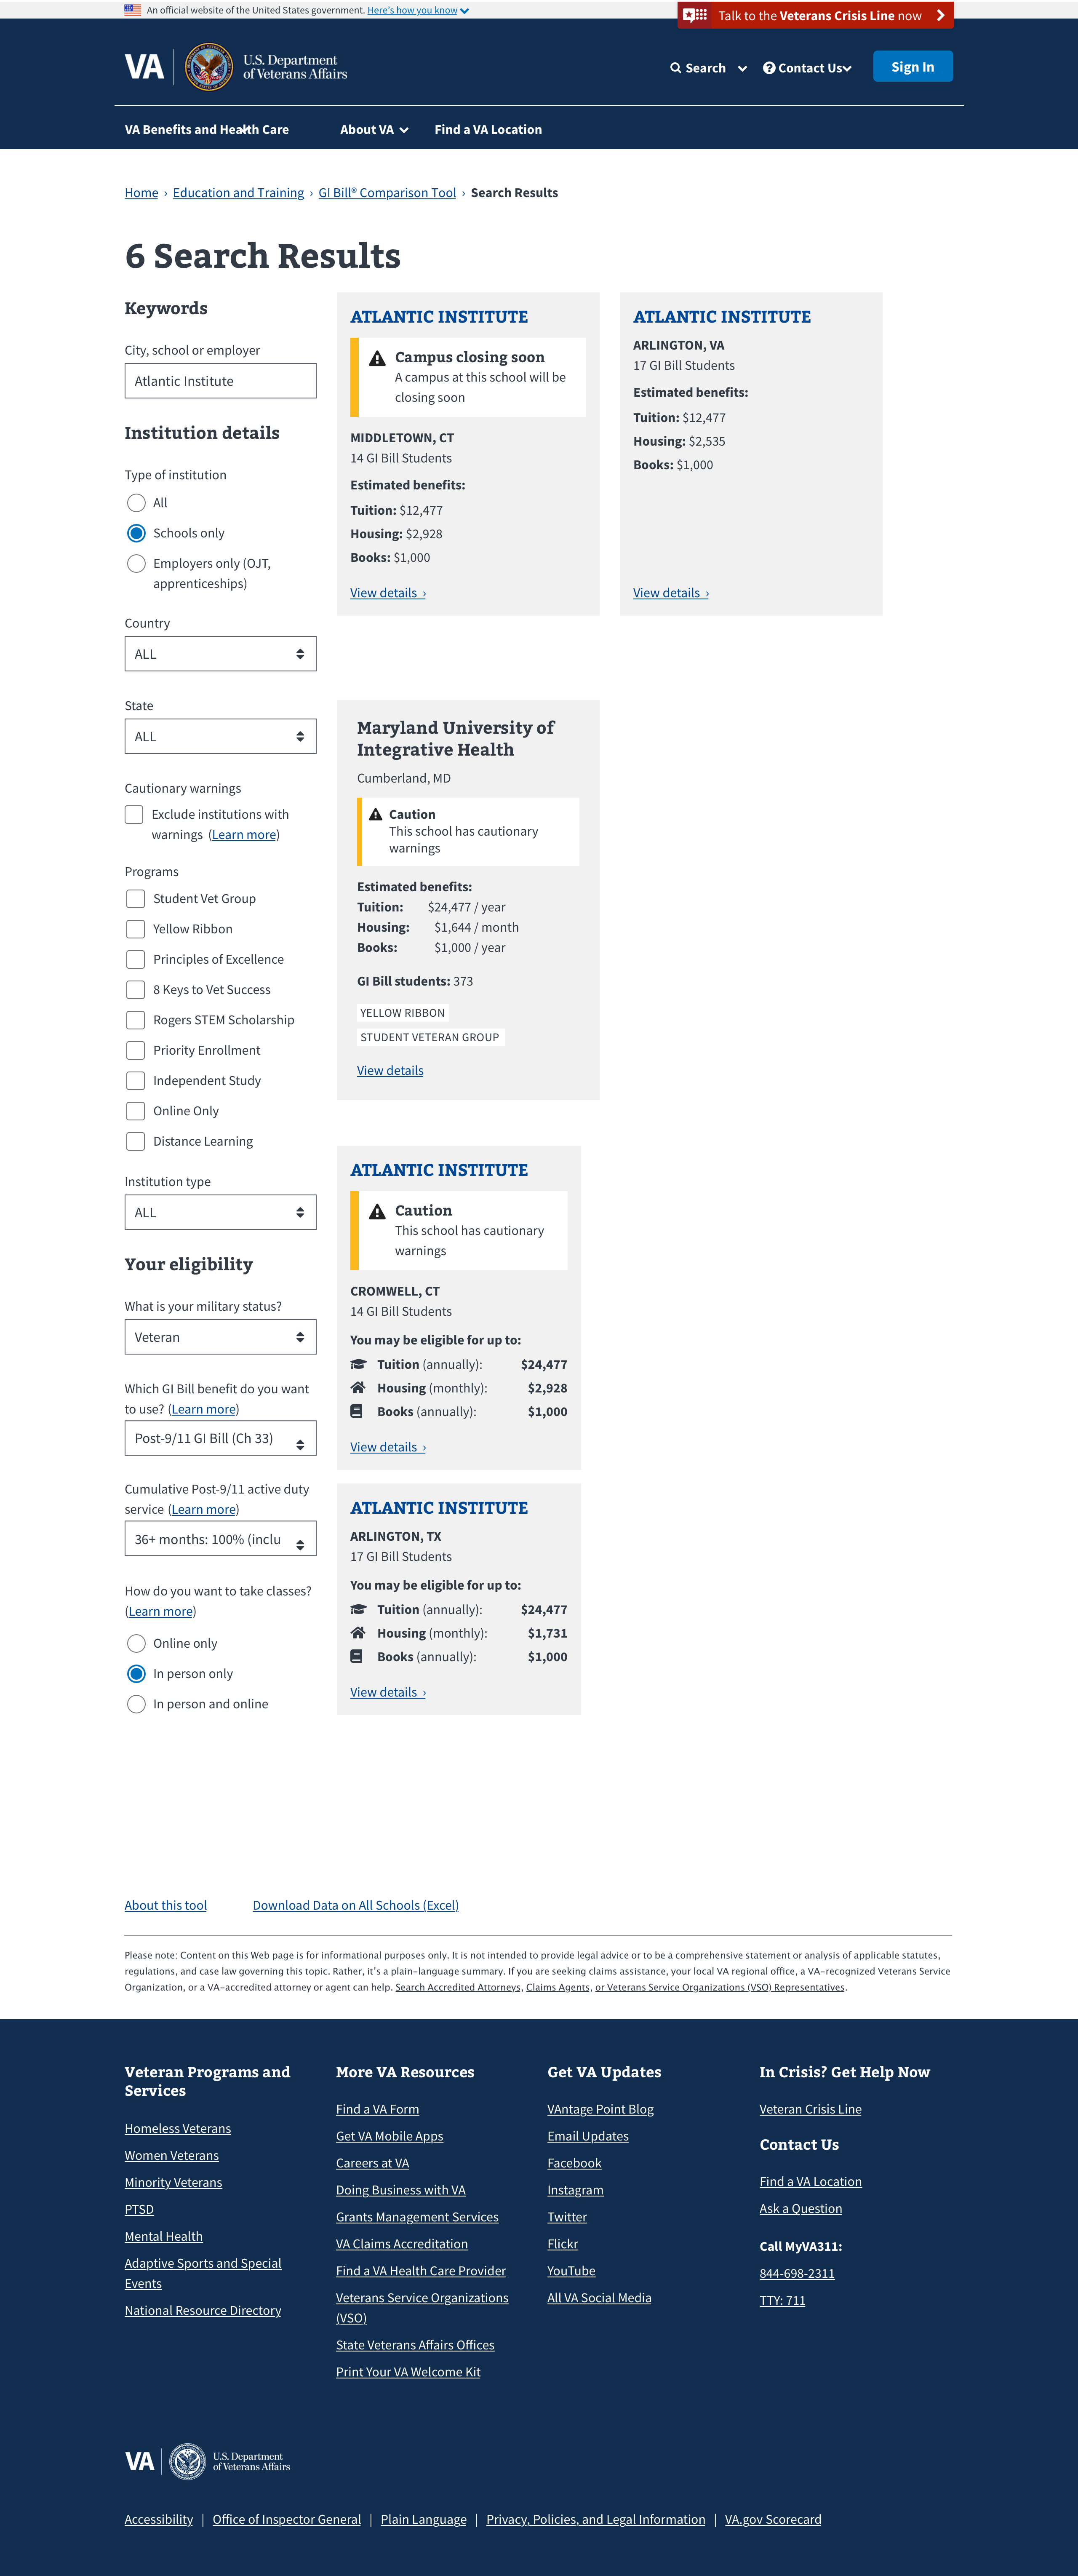 An official website of the United States government. Here's how you know
Talk to the Veterans Crisis Line now
VA
U.S. Department
of Veterans Affairs
Search
Contact Us
Sign In
VA Benefits and Health Care
About VA
Find a VA Location
Home › Education and Training › GI Bill® Comparison Tool › Search Results
6 Search Results
Keywords
City, school or employer
Atlantic Institute
Institution details
Type of institution
All
Schools only
Employers only (OJT,
apprenticeships)
Country
ALL
State
ALL
Cautionary warnings
Exclude institutions with
warnings (Learn more)
Programs
Student Vet Group
Yellow Ribbon
Principles of Excellence
8 Keys to Vet Success
Rogers STEM Scholarship
Priority Enrollment
Independent Study
Online Only
Distance Learning
Institution type
ALL
Your eligibility
What is your military status?
Veteran
Which GI Bill benefit do you want
to use? (Learn more)
Post-9/11 GI Bill (Ch 33)
Cumulative Post-9/11 active duty
service (Learn more)
36+ months: 100% (inclu
How do you want to take classes?
(Learn more)
Online only
In person only
In person and online
ATLANTIC INSTITUTE
Campus closing soon
A campus at this school will be
closing soon
MIDDLETOWN, CT
14 GI Bill Students
Estimated benefits:
Tuition: $12,477
Housing: $2,928
Books: $1,000
View details ›
ATLANTIC INSTITUTE
ARLINGTON, VA
17 GI Bill Students
Estimated benefits:
Tuition: $12,477
Housing: $2,535
Books: $1,000
View details ›
Maryland University of
Integrative Health
Cumberland, MD
Caution
This school has cautionary
warnings
Estimated benefits:
Tuition: $24,477 / year
Housing: $1,644 / month
Books: $1,000 / year
GI Bill students: 373
YELLOW RIBBON
STUDENT VETERAN GROUP
View details
ATLANTIC INSTITUTE
Caution
This school has cautionary
warnings
CROMWELL, CT
14 GI Bill Students
You may be eligible for up to:
Tuition (annually): $24,477
Housing (monthly): $2,928
Books (annually): $1,000
View details ›
ATLANTIC INSTITUTE
ARLINGTON, TX
17 GI Bill Students
You may be eligible for up to:
Tuition (annually): $24,477
Housing (monthly): $1,731
Books (annually): $1,000
View details ›
About this tool
Download Data on All Schools (Excel)
Please note: Content on this Web page is for informational purposes only. It is not intended to provide legal advice or to be a comprehensive statement or analysis of applicable statutes,
regulations, and case law governing this topic. Rather, it's a plain-language summary. If you are seeking claims assistance, your local VA regional office, a VA-recognized Veterans Service
Organization, or a VA-accredited attorney or agent can help. Search Accredited Attorneys, Claims Agents, or Veterans Service Organizations (VSO) Representatives.
Veteran Programs and
Services
Homeless Veterans
Women Veterans
Minority Veterans
PTSD
Mental Health
Adaptive Sports and Special
Events
National Resource Directory
More VA Resources
Find a VA Form
Get VA Mobile Apps
Careers at VA
Doing Business with VA
Grants Management Services
VA Claims Accreditation
Find a VA Health Care Provider
Veterans Service Organizations
(VSO)
State Veterans Affairs Offices
Print Your VA Welcome Kit
Get VA Updates
VAntage Point Blog
Email Updates
Facebook
Instagram
Twitter
Flickr
YouTube
All VA Social Media
In Crisis? Get Help Now
Veteran Crisis Line
Contact Us
Find a VA Location
Ask a Question
Call MyVA311:
844-698-2311
TTY: 711
VA
U.S. Department
of Veterans Affairs
Accessibility | Office of Inspector General | Plain Language | Privacy, Policies, and Legal Information | VA.gov Scorecard